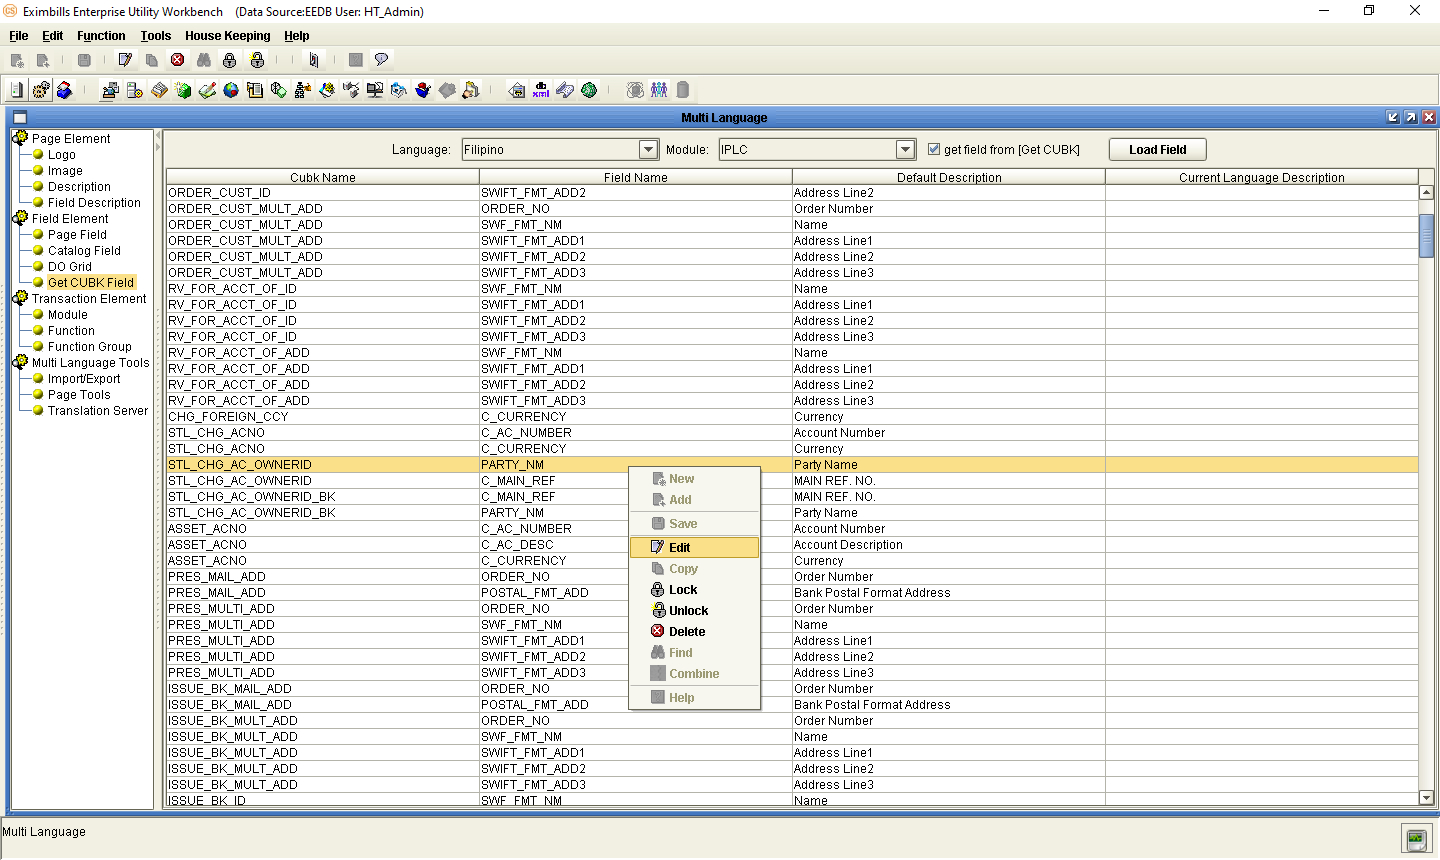 Eximbills Enterprise Utility Workbench (Data Source:EEDB User: HT_Admin)
File Edit Function Tools House Keeping Help
Multi Language
Page Element
Logo
Image
Description
Field Description
Field Element
Page Field
Catalog Field
DO Grid
Get CUBK Field
Transaction Element
Module
Function
Function Group
Multi Language Tools
Import/Export
Page Tools
Translation Server
Language: Filipino Module: IPLC get field from [Get CUBK] Load Field
Cubk Name Field Name Default Description Current Language Description
ORDER_CUST_ID SWIFT_FMT_ADD2 Address Line2
ORDER_CUST_MULT_ADD ORDER_NO Order Number
ORDER_CUST_MULT_ADD SWF_FMT_NM Name
ORDER_CUST_MULT_ADD SWIFT_FMT_ADD1 Address Line1
ORDER_CUST_MULT_ADD SWIFT_FMT_ADD2 Address Line2
ORDER_CUST_MULT_ADD SWIFT_FMT_ADD3 Address Line3
RV_FOR_ACCT_OF_ID SWF_FMT_NM Name
RV_FOR_ACCT_OF_ID SWIFT_FMT_ADD1 Address Line1
RV_FOR_ACCT_OF_ID SWIFT_FMT_ADD2 Address Line2
RV_FOR_ACCT_OF_ID SWIFT_FMT_ADD3 Address Line3
RV_FOR_ACCT_OF_ADD SWF_FMT_NM Name
RV_FOR_ACCT_OF_ADD SWIFT_FMT_ADD1 Address Line1
RV_FOR_ACCT_OF_ADD SWIFT_FMT_ADD2 Address Line2
RV_FOR_ACCT_OF_ADD SWIFT_FMT_ADD3 Address Line3
CHG_FOREIGN_CCY C_CURRENCY Currency
STL_CHG_ACNO C_AC_NUMBER Account Number
STL_CHG_ACNO C_CURRENCY Currency
STL_CHG_AC_OWNERID PARTY_NM Party Name
STL_CHG_AC_OWNERID C_MAIN_REF MAIN REF. NO.
STL_CHG_AC_OWNERID_BK C_MAIN_REF MAIN REF. NO.
STL_CHG_AC_OWNERID_BK PARTY_NM Party Name
ASSET_ACNO C_AC_NUMBER Account Number
ASSET_ACNO C_AC_DESC Account Description
ASSET_ACNO C_CURRENCY Currency
PRES_MAIL_ADD ORDER_NO Order Number
PRES_MAIL_ADD POSTAL_FMT_ADD Bank Postal Format Address
PRES_MULTI_ADD ORDER_NO Order Number
PRES_MULTI_ADD SWF_FMT_NM Name
PRES_MULTI_ADD SWIFT_FMT_ADD1 Address Line1
PRES_MULTI_ADD SWIFT_FMT_ADD2 Address Line2
PRES_MULTI_ADD SWIFT_FMT_ADD3 Address Line3
ISSUE_BK_MAIL_ADD ORDER_NO Order Number
ISSUE_BK_MAIL_ADD POSTAL_FMT_ADD Bank Postal Format Address
ISSUE_BK_MULT_ADD ORDER_NO Order Number
ISSUE_BK_MULT_ADD SWF_FMT_NM Name
ISSUE_BK_MULT_ADD SWIFT_FMT_ADD1 Address Line1
ISSUE_BK_MULT_ADD SWIFT_FMT_ADD2 Address Line2
ISSUE_BK_MULT_ADD SWIFT_FMT_ADD3 Address Line3
ISSUE_BK_ID SWF_FMT_NM Name
New
Add
Save
Edit
Copy
Lock
Unlock
Delete
Find
Combine
Help
Multi Language